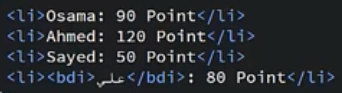 <li>Osama: 90 Point</li>
<li>Ahmed: 120 Point</li>
<li>Sayed: 50 Point</li>
<li><bdi>علي</bdi>: 80 Point</li>